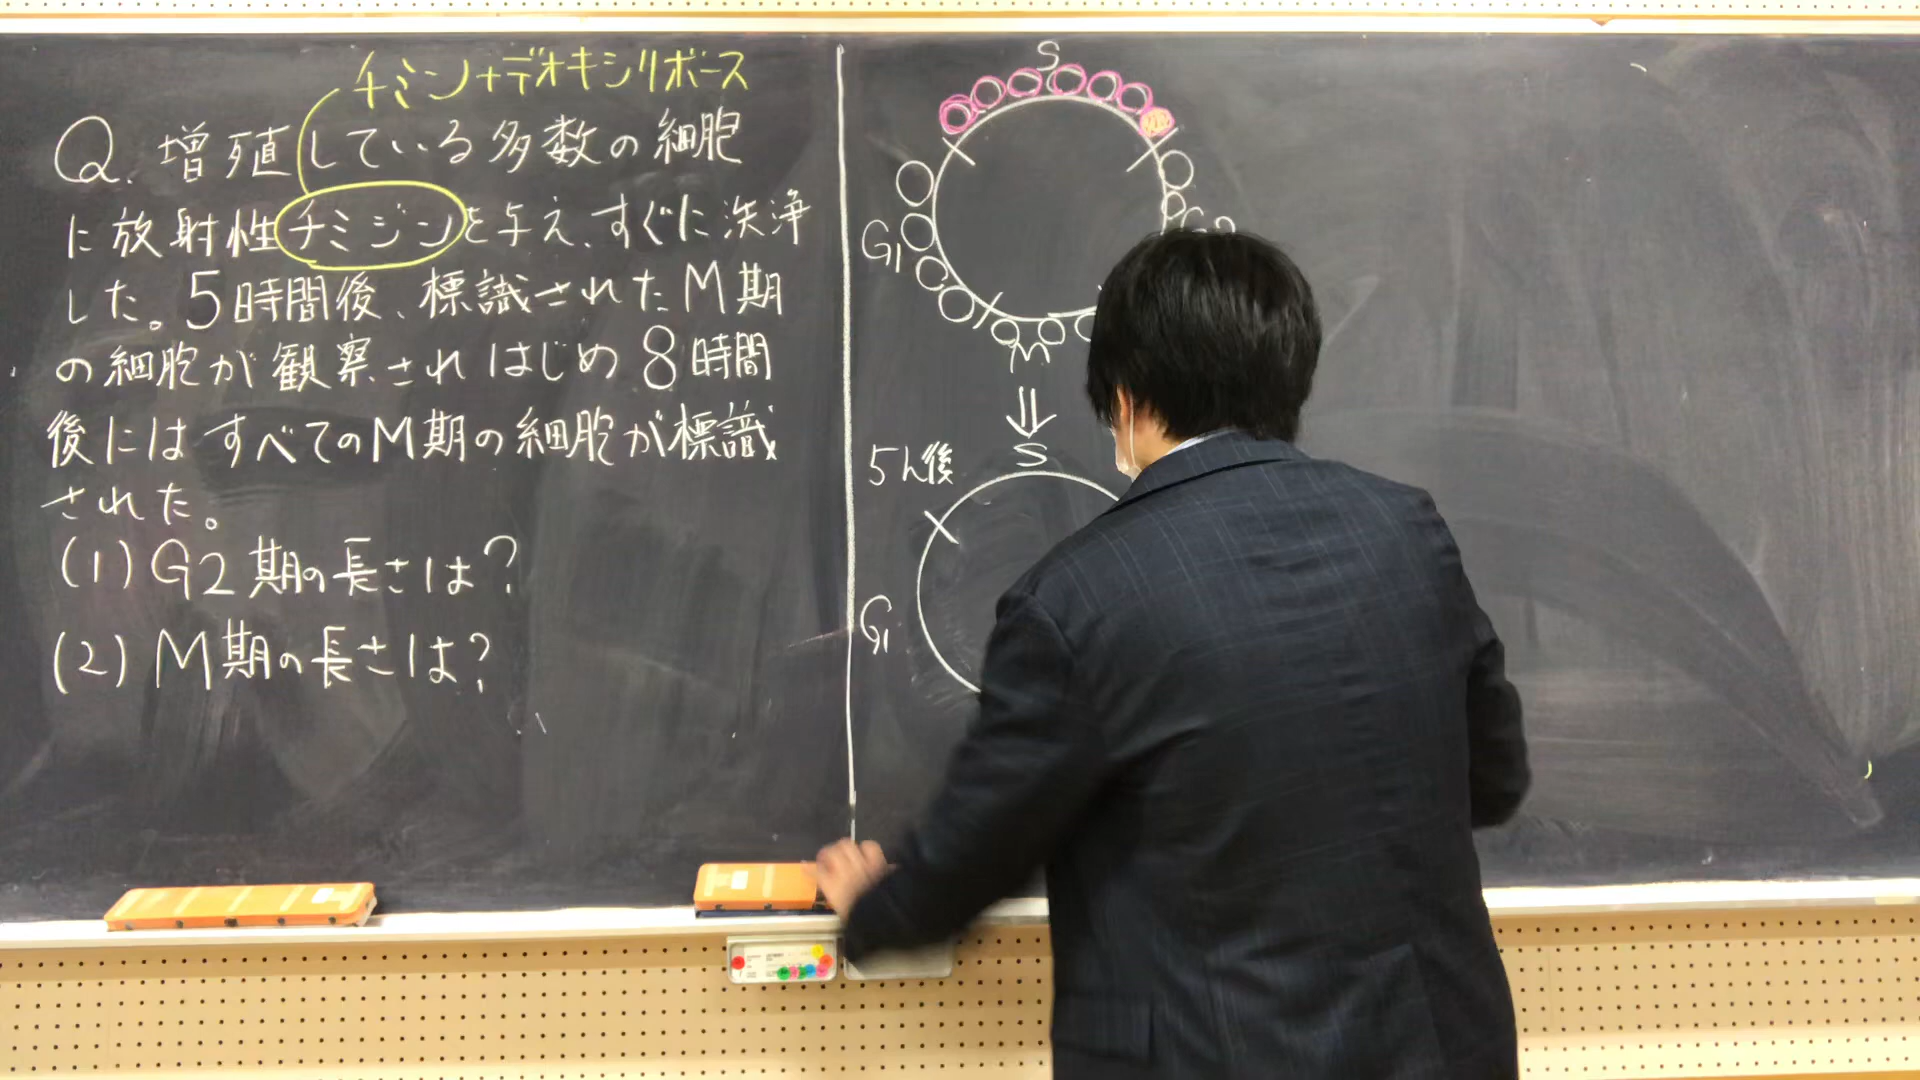 チミン+デオキシリボース
Q. 増殖している多数の細胞
に放射性チミジンを与え、すぐに洗浄
した。5時間後、標識されたM期
の細胞が観察されはじめ8時間
後にはすべてのM期の細胞が標識
された。
(1) G2期の長さは?
(2) M期の長さは?
S
G1
G2
M
5h後
S
G1